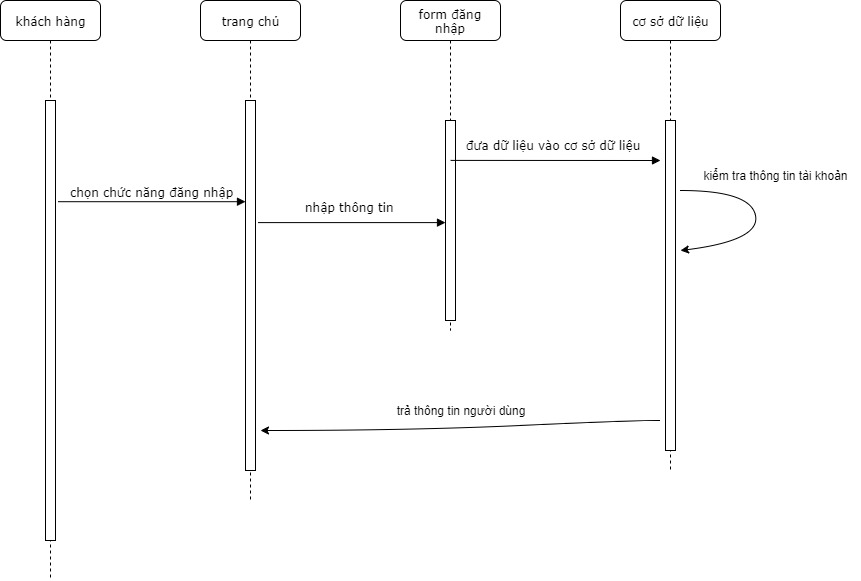 khách hàng
trang chủ
form đăng
nhập
cơ sở dữ liệu
đưa dữ liệu vào cơ sở dữ liệu
kiểm tra thông tin tài khoản
chọn chức năng đăng nhập
nhập thông tin
trả thông tin người dùng